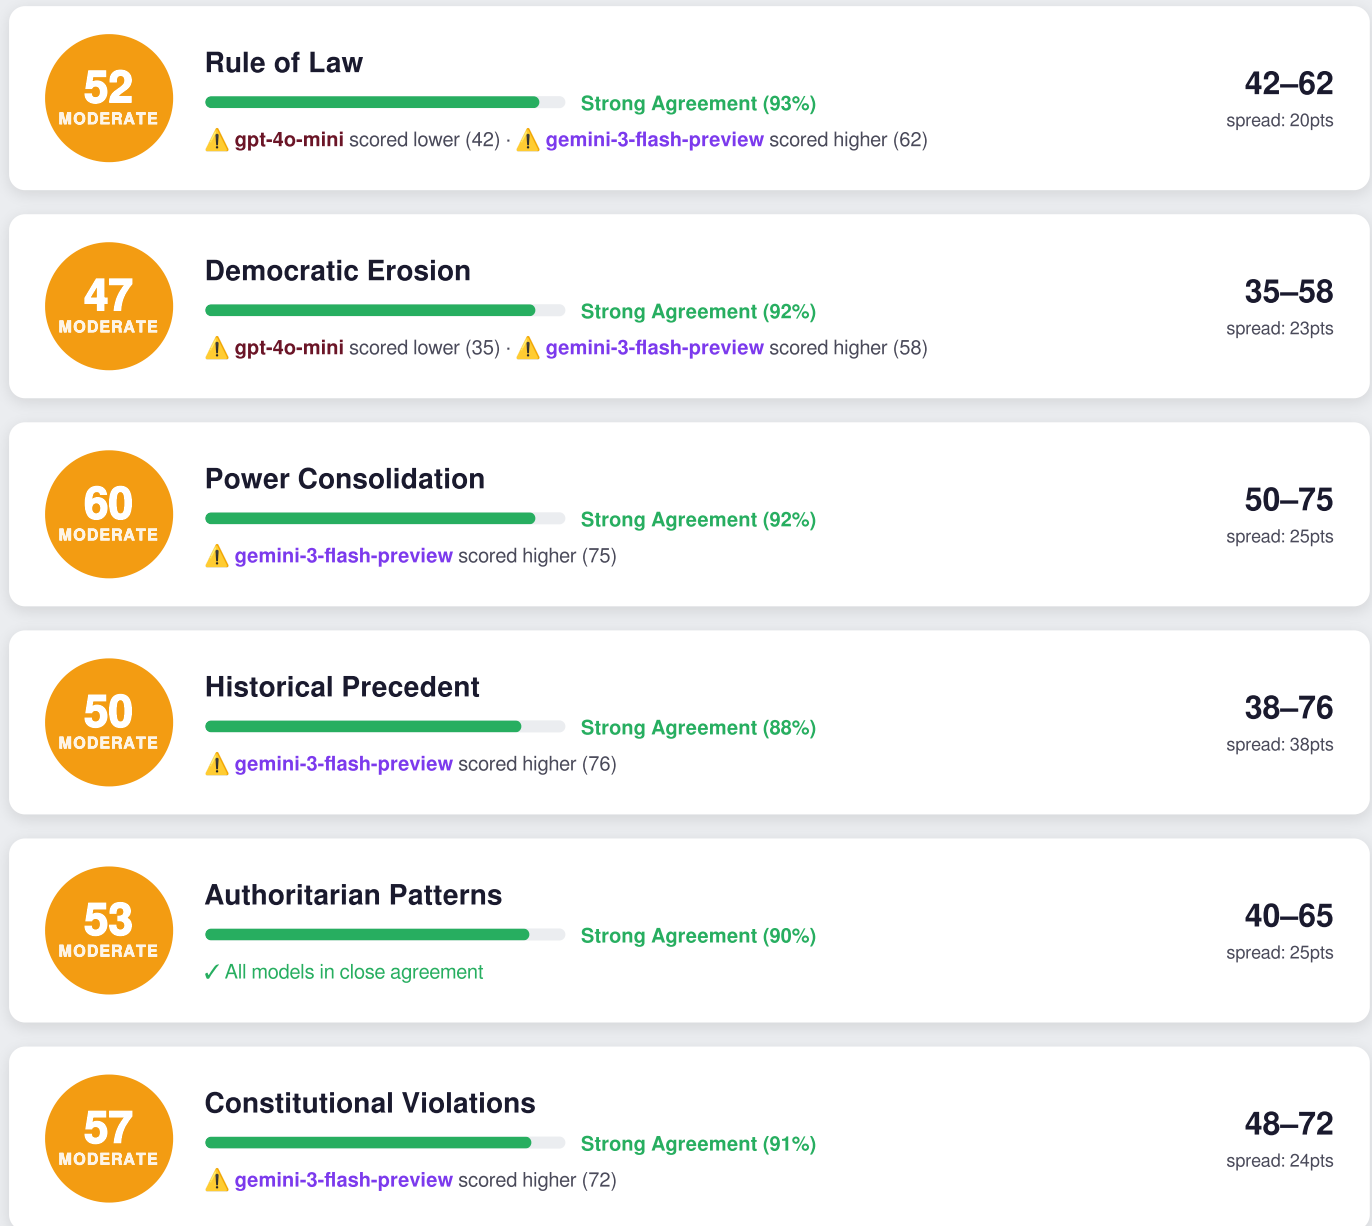 52
MODERATE
Rule of Law
Strong Agreement (93%)
⚠️ gpt-4o-mini scored lower (42) · ⚠️ gemini-3-flash-preview scored higher (62)
42–62
spread: 20pts
47
MODERATE
Democratic Erosion
Strong Agreement (92%)
⚠️ gpt-4o-mini scored lower (35) · ⚠️ gemini-3-flash-preview scored higher (58)
35–58
spread: 23pts
60
MODERATE
Power Consolidation
Strong Agreement (92%)
⚠️ gemini-3-flash-preview scored higher (75)
50–75
spread: 25pts
50
MODERATE
Historical Precedent
Strong Agreement (88%)
⚠️ gemini-3-flash-preview scored higher (76)
38–76
spread: 38pts
53
MODERATE
Authoritarian Patterns
Strong Agreement (90%)
✓ All models in close agreement
40–65
spread: 25pts
57
MODERATE
Constitutional Violations
Strong Agreement (91%)
⚠️ gemini-3-flash-preview scored higher (72)
48–72
spread: 24pts